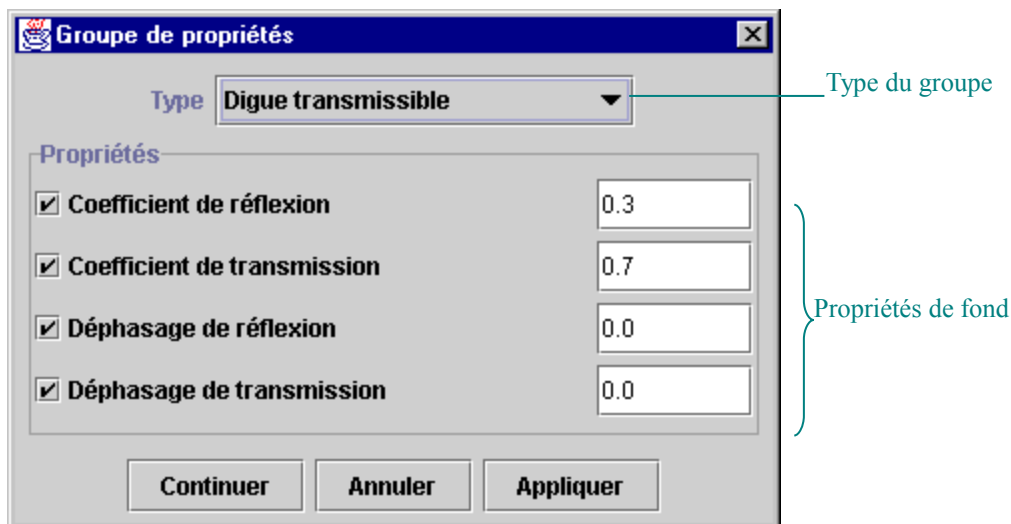 Groupe de propriétés
Type Digue transmissible
Type du groupe
Propriétés
Coefficient de réflexion 0.3
Coefficient de transmission 0.7
Déphasage de réflexion 0.0
Déphasage de transmission 0.0
Propriétés de fond
Continuer Annuler Appliquer